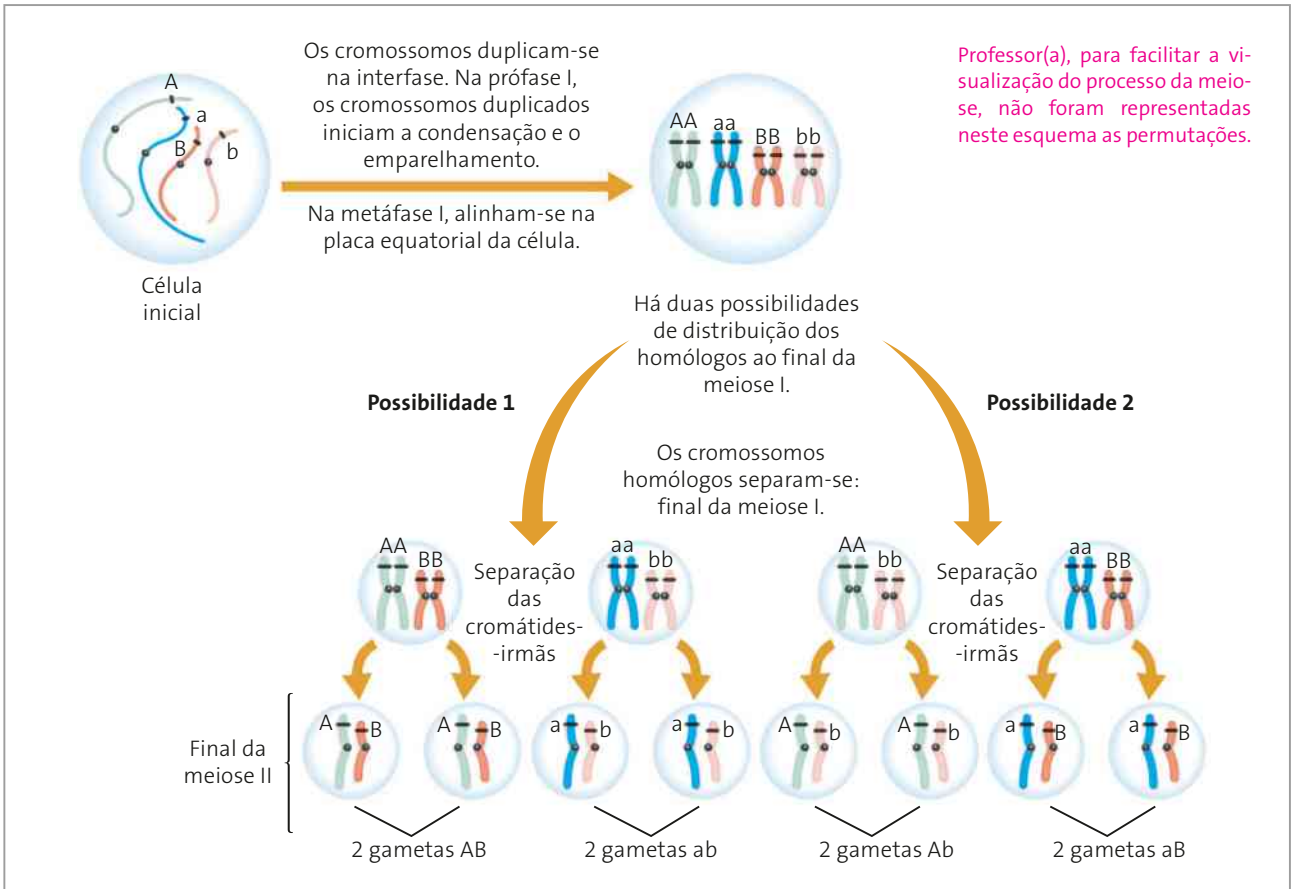 Os cromossomos duplicam-se
na interfase. Na prófase I,
os cromossomos duplicados
iniciam a condensação e o
emparelhamento.
Na metáfase I, alinham-se na
placa equatorial da célula.
Professor(a), para facilitar a vi-
sualização do processo da meio-
se, não foram representadas
neste esquema as permutações.
A
a
B
b
Célula
inicial
AA aa BB bb
Há duas possibilidades
de distribuição dos
homólogos ao final da
meiose I.
Possibilidade 1
Possibilidade 2
Os cromossomos
homólogos separam-se:
final da meiose I.
AA BB
Separação
das
cromátides-
-irmãs
aa bb
AA bb
Separação
das
cromátides-
-irmãs
aa BB
Final da
meiose II
A B
A B
a b
a b
A b
A b
a B
a B
2 gametas AB
2 gametas ab
2 gametas Ab
2 gametas aB